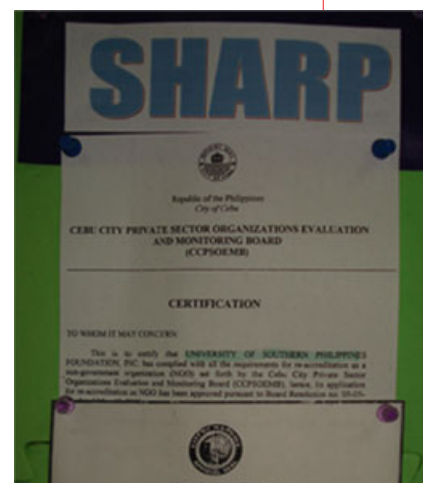 SHARP
Republic of the Philippines
City of Cebu
CEBU CITY PRIVATE SECTOR ORGANIZATIONS EVALUATION
AND MONITORING BOARD
(CCPSOEMB)
CERTIFICATION
TO WHOM IT MAY CONCERN
This is to certify that UNIVERSITY OF SOUTHERN PHILIPPINES
FOUNDATION, INC. has complied with all the requirements for re-accreditation as a
non-government organization (NGO) set forth by the Cebu City Private Sector
Organizations Evaluation and Monitoring Board (CCPSOEMB), hence, its application
for re-accreditation as NGO has been approved pursuant to Board Resolution no.